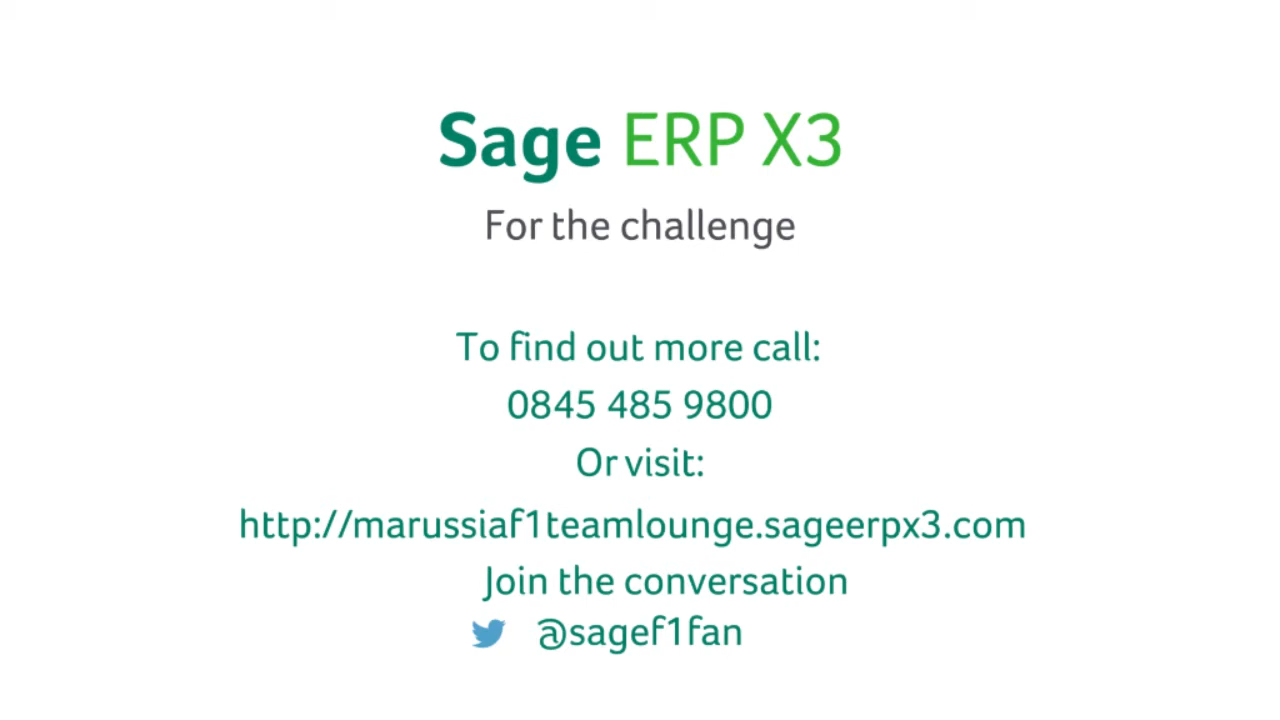 Sage ERP X3
For the challenge
To find out more call:
0845 485 9800
Or visit:
http://marussiaf1teamlounge.sageerpx3.com
Join the conversation
@sagef1fan